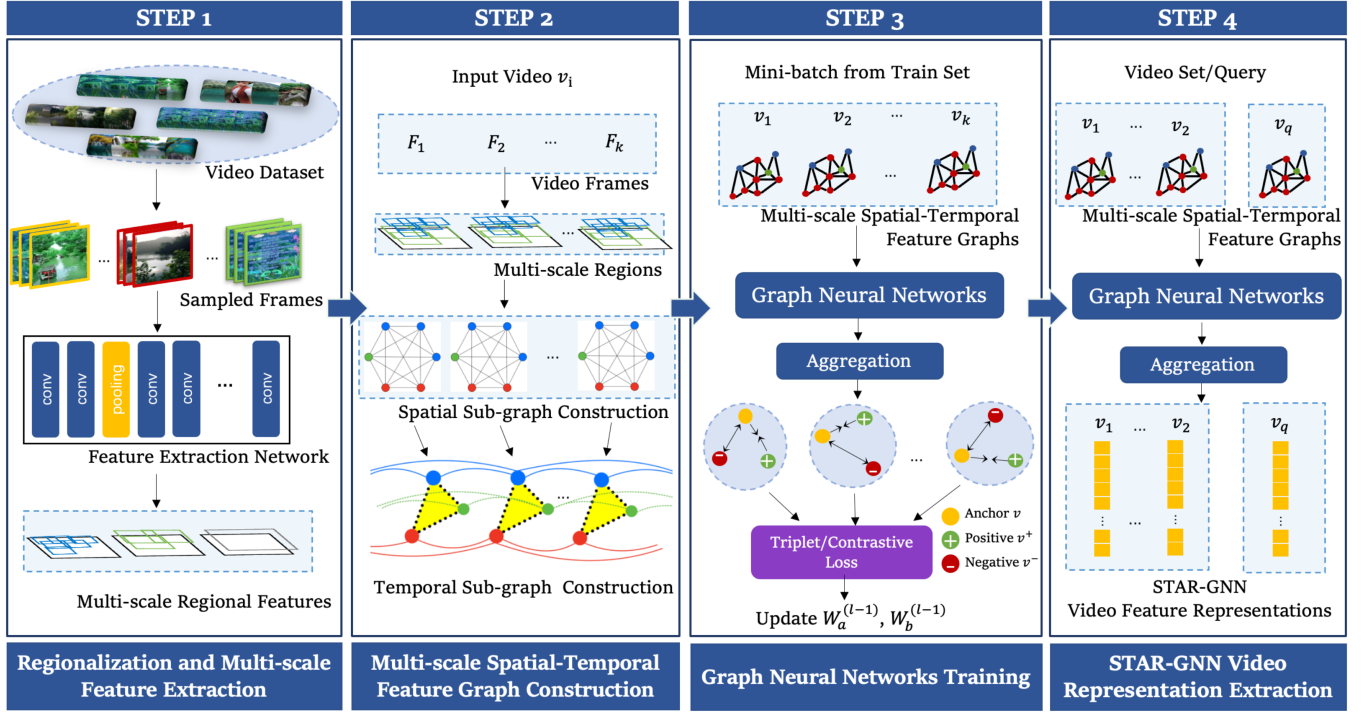 STEP 1
Video Dataset
...
...
Sampled Frames
conv
conv
pooling
conv
conv
...
conv
Feature Extraction Network
Multi-scale Regional Features
Regionalization and Multi-scale
Feature Extraction
STEP 2
Input Video v_i
F_1 F_2 ... F_k
Video Frames
...
Multi-scale Regions
...
Spatial Sub-graph Construction
...
Temporal Sub-graph Construction
Multi-scale Spatial-Temporal
Feature Graph Construction
STEP 3
Mini-batch from Train Set
v_1 v_2 ... v_k
...
Multi-scale Spatial-Termporal
Feature Graphs
Graph Neural Networks
Aggregation
...
Anchor v
Positive v^+
Negative v^-
Triplet/Contrastive
Loss
Update W_a^{(l-1)}, W_b^{(l-1)}
Graph Neural Networks Training
STEP 4
Video Set/Query
v_1 ... v_2 v_q
...
Multi-scale Spatial-Termporal
Feature Graphs
Graph Neural Networks
Aggregation
v_1 ... v_2 v_q
...
STAR-GNN
Video Feature Representations
STAR-GNN Video
Representation Extraction